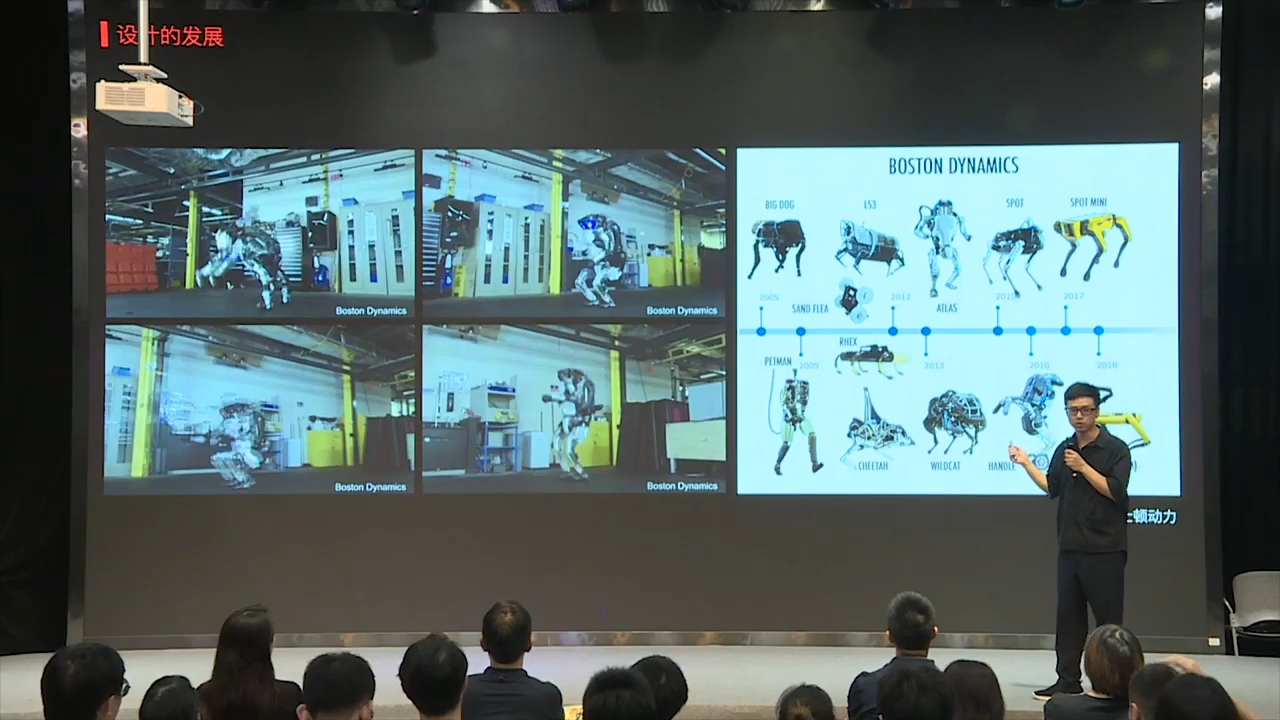 设计的发展
Boston Dynamics
Boston Dynamics
Boston Dynamics
Boston Dynamics
BOSTON DYNAMICS
BIG DOG
LS3
SPOT
SPOT MINI
2005
SAND FLEA
2012
ATLAS
2017
RHEX
PETMAN
2009
2013
2016
CHEETAH
WILDCAT
HANDLE
顿动力